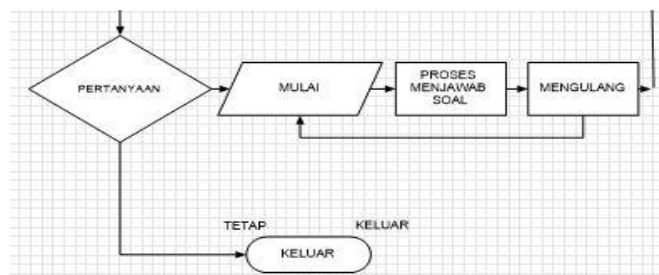 PERTANYAAN
MULAI
PROSES
MENJAWAB
SOAL
MENGULANG
TETAP
KELUAR
KELUAR